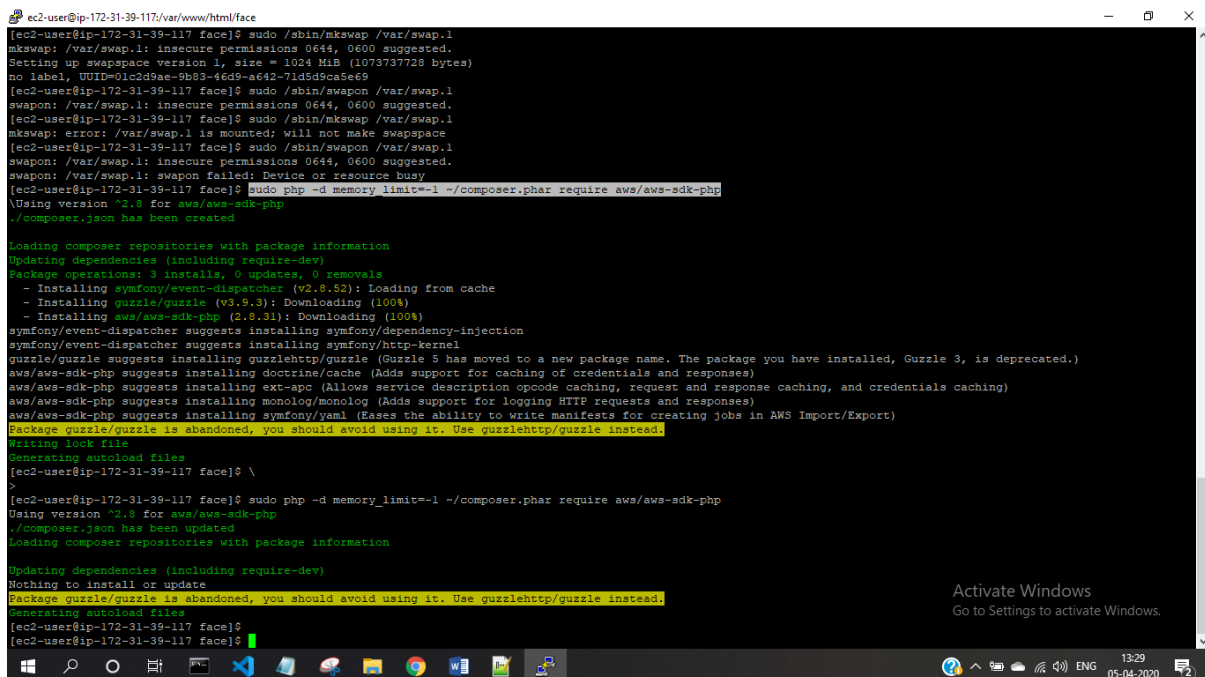 ec2-user@ip-172-31-39-117:/var/www/html/face
[ec2-user@ip-172-31-39-117 face]$ sudo /sbin/mkswap /var/swap.1
mkswap: /var/swap.1: insecure permissions 0644, 0600 suggested.
Setting up swapspace version 1, size = 1024 MiB (1073737728 bytes)
no label, UUID=01c2d9ae-9b83-46d9-a642-71d5d9ca5e69
[ec2-user@ip-172-31-39-117 face]$ sudo /sbin/swapon /var/swap.1
swapon: /var/swap.1: insecure permissions 0644, 0600 suggested.
[ec2-user@ip-172-31-39-117 face]$ sudo /sbin/mkswap /var/swap.1
mkswap: error: /var/swap.1 is mounted; will not make swapspace
[ec2-user@ip-172-31-39-117 face]$ sudo /sbin/swapon /var/swap.1
swapon: /var/swap.1: insecure permissions 0644, 0600 suggested.
swapon: /var/swap.1: swapon failed: Device or resource busy
[ec2-user@ip-172-31-39-117 face]$ sudo php -d memory_limit=-1 ~/composer.phar require aws/aws-sdk-php
\Using version ^2.8 for aws/aws-sdk-php
./composer.json has been created
Loading composer repositories with package information
Updating dependencies (including require-dev)
Package operations: 3 installs, 0 updates, 0 removals
- Installing symfony/event-dispatcher (v2.8.52): Loading from cache
- Installing guzzle/guzzle (v3.9.3): Downloading (100%)
- Installing aws/aws-sdk-php (2.8.31): Downloading (100%)
symfony/event-dispatcher suggests installing symfony/dependency-injection
symfony/event-dispatcher suggests installing symfony/http-kernel
guzzle/guzzle suggests installing guzzlehttp/guzzle (Guzzle 5 has moved to a new package name. The package you have installed, Guzzle 3, is deprecated.)
aws/aws-sdk-php suggests installing doctrine/cache (Adds support for caching of credentials and responses)
aws/aws-sdk-php suggests installing ext-apc (Allows service description opcode caching, request and response caching, and credentials caching)
aws/aws-sdk-php suggests installing monolog/monolog (Adds support for logging HTTP requests and responses)
aws/aws-sdk-php suggests installing symfony/yaml (Eases the ability to write manifests for creating jobs in AWS Import/Export)
Package guzzle/guzzle is abandoned, you should avoid using it. Use guzzlehttp/guzzle instead.
Writing lock file
Generating autoload files
[ec2-user@ip-172-31-39-117 face]$ \
>
[ec2-user@ip-172-31-39-117 face]$ sudo php -d memory_limit=-1 ~/composer.phar require aws/aws-sdk-php
Using version ^2.8 for aws/aws-sdk-php
./composer.json has been updated
Loading composer repositories with package information
Updating dependencies (including require-dev)
Nothing to install or update
Package guzzle/guzzle is abandoned, you should avoid using it. Use guzzlehttp/guzzle instead.
Generating autoload files
[ec2-user@ip-172-31-39-117 face]$
[ec2-user@ip-172-31-39-117 face]$
Activate Windows
Go to Settings to activate Windows.
ENG
13:29
05-04-2020
2